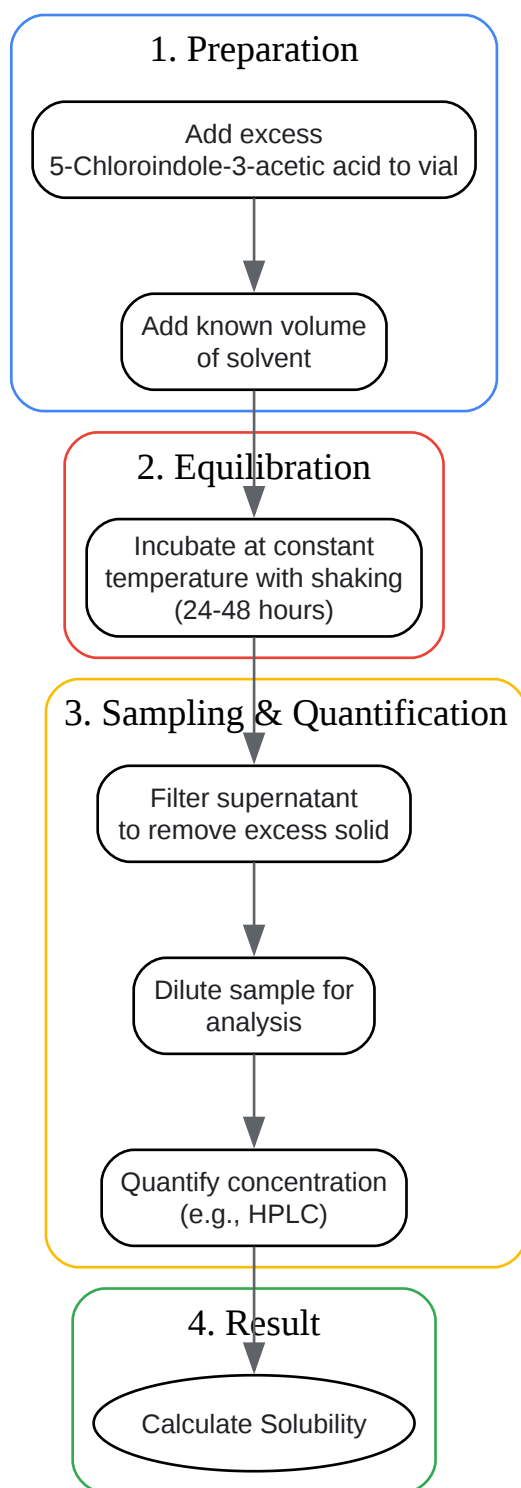 1. Preparation
Add excess
5-Chloroindole-3-acetic acid to vial
Add known volume
of solvent
2. Equilibration
Incubate at constant
temperature with shaking
(24-48 hours)
3. Sampling & Quantification
Filter supernatant
to remove excess solid
Dilute sample for
analysis
Quantify concentration
(e.g., HPLC)
4. Result
Calculate Solubility